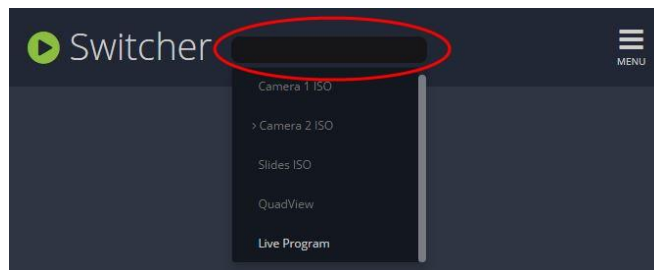 Switcher
MENU
Camera 1 ISO
> Camera 2 ISO
Slides ISO
QuadView
Live Program